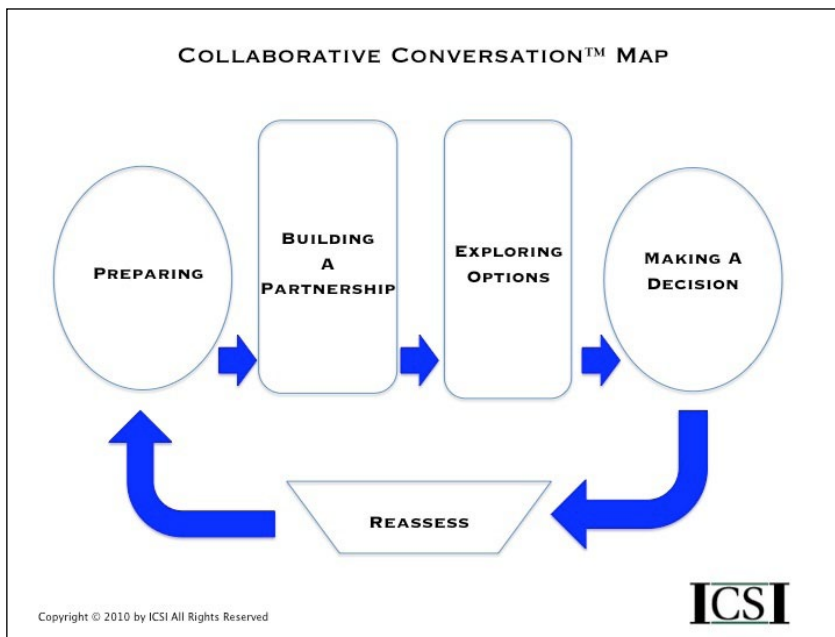 COLLABORATIVE CONVERSATION™ MAP
PREPARING
BUILDING
A
PARTNERSHIP
EXPLORING
OPTIONS
MAKING A
DECISION
REASSESS
Copyright © 2010 by ICSI All Rights Reserved
ICSI